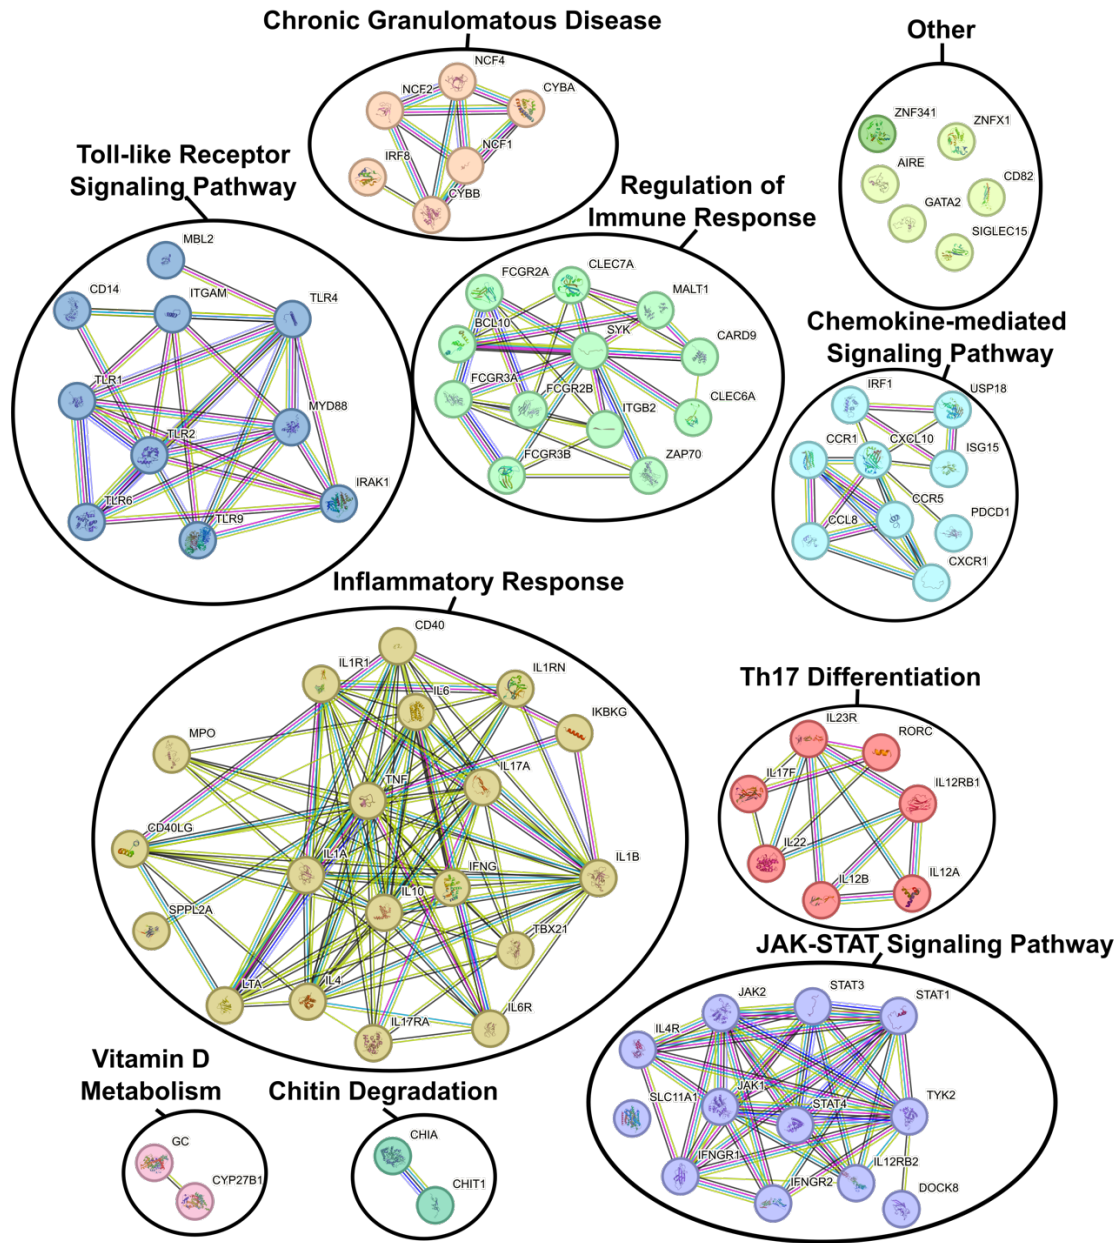 Chronic Granulomatous Disease
NCF4
NCF2
CYBA
NCF1
IRF8
CYBB
Other
ZNF341
ZNFX1
AIRE
CD82
GATA2
SIGLEC15
Toll-like Receptor
Signaling Pathway
MBL2
CD14
ITGAM
TLR4
TLR1
MYD88
TLR2
IRAK1
TLR6
TLR9
Regulation of
Immune Response
FCGR2A
CLEC7A
MALT1
BCL10
SYK
CARD9
FCGR3A
FCGR2B
CLEC6A
ITGB2
FCGR3B
ZAP70
Chemokine-mediated
Signaling Pathway
IRF1
USP18
CCR1
CXCL10
ISG15
CCR5
CCL8
PDCD1
CXCR1
Inflammatory Response
CD40
IL1R1
IL1RN
IL6
IKBKG
MPO
IL17A
TNF
CD40LG
IL1A
IFNG
IL1B
IL10
SPPL2A
TBX21
LTA
IL4
IL6R
IL17RA
Th17 Differentiation
IL23R
RORC
IL17F
IL12RB1
IL22
IL12B
IL12A
JAK-STAT Signaling Pathway
JAK2
STAT3
STAT1
IL4R
SLC11A1
JAK1
STAT4
TYK2
IFNGR1
IL12RB2
IFNGR2
DOCK8
Vitamin D
Metabolism
GC
CYP27B1
Chitin Degradation
CHIA
CHIT1